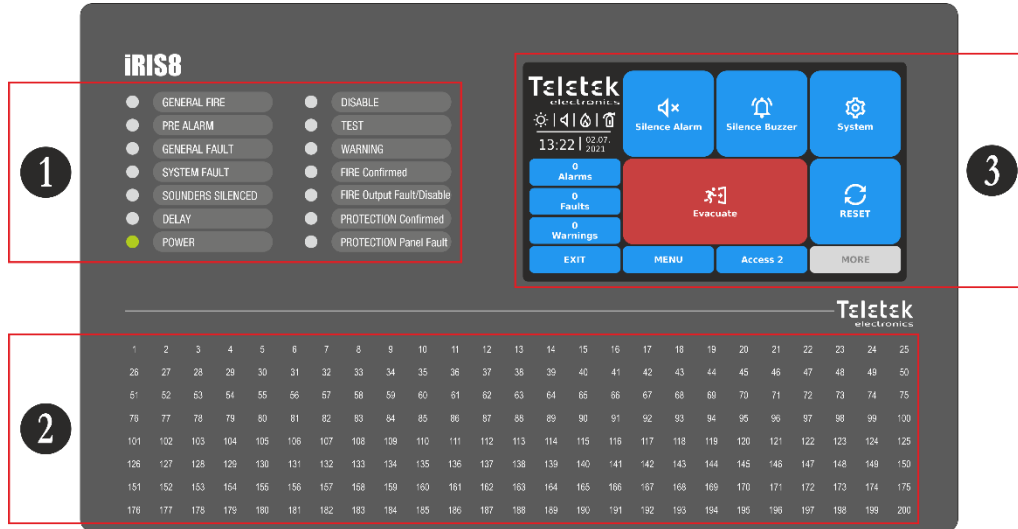 iRIS8
1
GENERAL FIRE
PRE ALARM
GENERAL FAULT
SYSTEM FAULT
SOUNDERS SILENCED
DELAY
POWER
DISABLE
TEST
WARNING
FIRE Confirmed
FIRE Output Fault/Disable
PROTECTION Confirmed
PROTECTION Panel Fault
3
Teletek
electronics
13:22 02.07.
2021
0
Alarms
0
Faults
0
Warnings
EXIT
Silence Alarm
Silence Buzzer
System
Evacuate
RESET
MENU
Access 2
MORE
Teletek
electronics
2
1 2 3 4 5 6 7 8 9 10 11 12 13 14 15 16 17 18 19 20 21 22 23 24 25
26 27 28 29 30 31 32 33 34 35 36 37 38 39 40 41 42 43 44 45 46 47 48 49 50
51 52 53 54 55 56 57 58 59 60 61 62 63 64 65 66 67 68 69 70 71 72 73 74 75
76 77 78 79 80 81 82 83 84 85 86 87 88 89 90 91 92 93 94 95 96 97 98 99 100
101 102 103 104 105 106 107 108 109 110 111 112 113 114 115 116 117 118 119 120 121 122 123 124 125
126 127 128 129 130 131 132 133 134 135 136 137 138 139 140 141 142 143 144 145 146 147 148 149 150
151 152 153 154 155 156 157 158 159 160 161 162 163 164 165 166 167 168 169 170 171 172 173 174 175
176 177 178 179 180 181 182 183 184 185 186 187 188 189 190 191 192 193 194 195 196 197 198 199 200